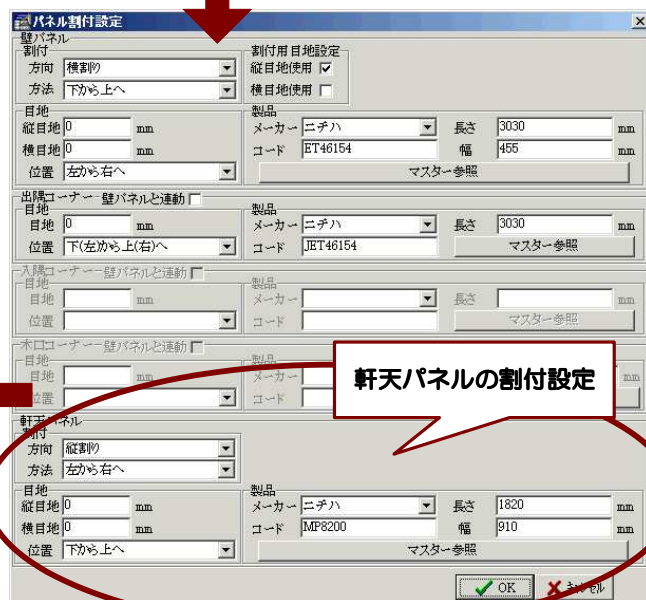 パネル割付設定
壁パネル
割付
方向 横割り
方法 下から上へ
割付用目地設定
縦目地使用
横目地使用
目地
縦目地 0 mm
横目地 0 mm
位置 左から右へ
製品
メーカー ニチハ 長さ 3030 mm
コード ET46154 幅 455 mm
マスター参照
出隅コーナー 壁パネルと連動
目地
目地 0 mm
位置 下(左)から上(右)へ
製品
メーカー ニチハ 長さ 3030 mm
コード JET46154 マスター参照
入隅コーナー 壁パネルと連動
目地
目地 mm
位置
製品
メーカー 長さ mm
コード マスター参照
木口コーナー 壁パネルと連動
目地
目地 mm
位置
製品
メーカー mm
コード
軒天パネルの割付設定
軒天パネル
割付
方向 縦割り
方法 左から右へ
目地
縦目地 0 mm
横目地 0 mm
位置 下から上へ
製品
メーカー ニチハ 長さ 1820 mm
コード MP8200 幅 910 mm
マスター参照
OK キャンセル